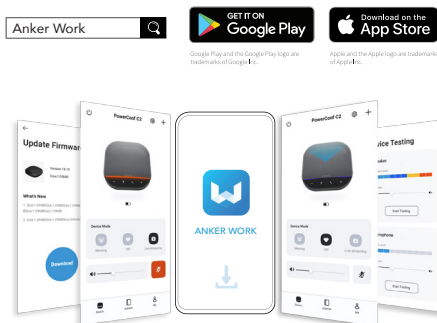 Anker Work
GET IT ON
Google Play
Download on the
App Store
Google Play and the Google Play logo are
trademarks of Google Inc.
Apple and the Apple logo are trademarks
of Apple Inc.
Update Firmwar
What's New
Download
PowerConf C2
Device Mode
ANKER WORK
PowerConf C2
Device Mode
vice Testing
Start Testing
Start Testing